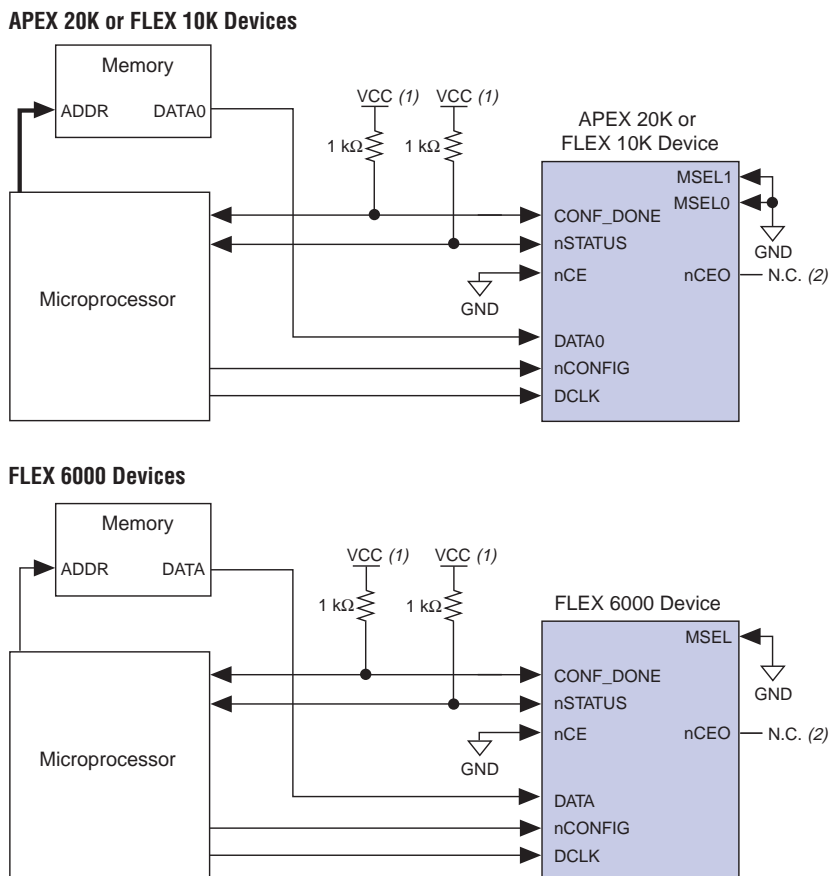 APEX 20K or FLEX 10K Devices
Memory
ADDR DATA0
VCC (1) VCC (1)
1 kΩ 1 kΩ
APEX 20K or
FLEX 10K Device
MSEL1
MSEL0
GND
CONF_DONE
nSTATUS
nCE nCEO N.C. (2)
GND
Microprocessor
DATA0
nCONFIG
DCLK
FLEX 6000 Devices
Memory
ADDR DATA
VCC (1) VCC (1)
1 kΩ 1 kΩ
FLEX 6000 Device
MSEL
GND
CONF_DONE
nSTATUS
nCE nCEO N.C. (2)
GND
Microprocessor
DATA
nCONFIG
DCLK